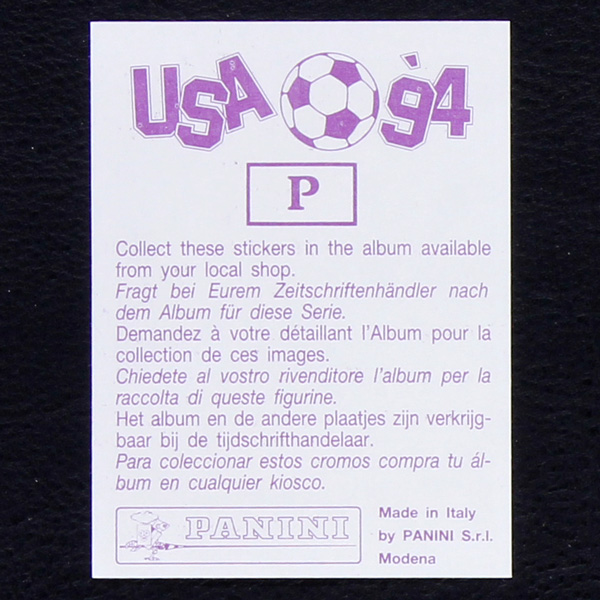 USA '94
P
Collect these stickers in the album available
from your local shop.
Fragt bei Eurem Zeitschriftenhändler nach
dem Album für diese Serie.
Demandez à votre détaillant l'Album pour la
collection de ces images.
Chiedete al vostro rivenditore l'album per la
raccolta di queste figurine.
Het album en de andere plaatjes zijn verkrijg-
baar bij de tijdschrifthandelaar.
Para coleccionar estos cromos compra tu ál-
bum en cualquier kiosco.
PANINI
Made in Italy
by PANINI S.r.l.
Modena